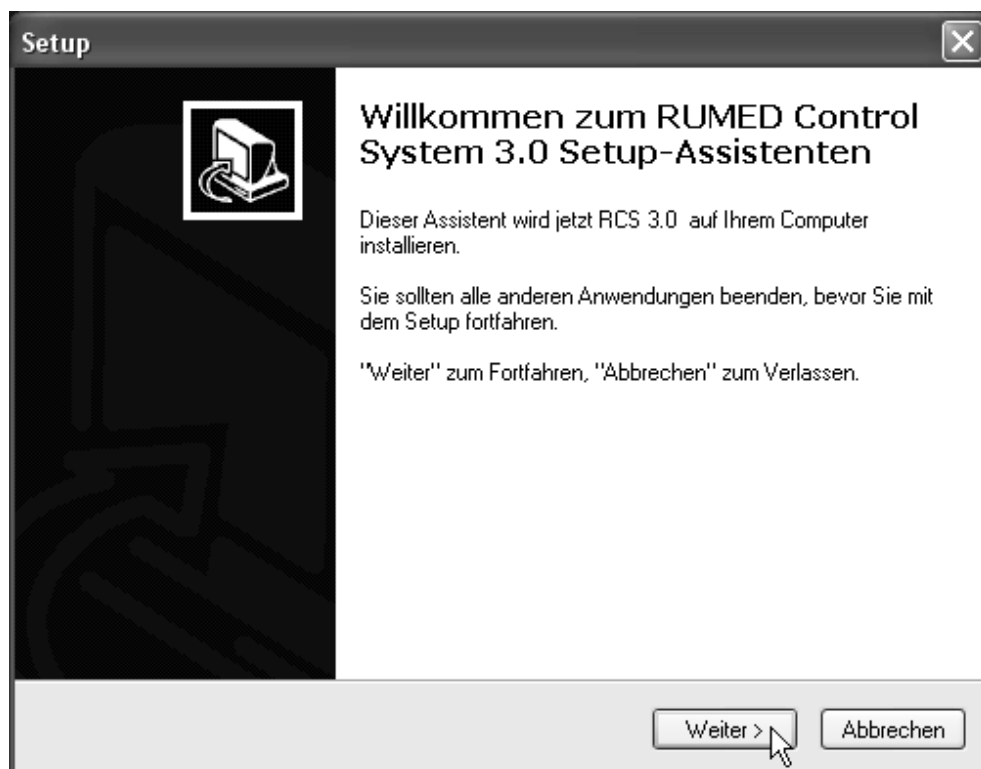 Setup
Willkommen zum RUMED Control
System 3.0 Setup-Assistenten
Dieser Assistent wird jetzt RCS 3.0  auf Ihrem Computer
installieren.
Sie sollten alle anderen Anwendungen beenden, bevor Sie mit
dem Setup fortfahren.
"Weiter" zum Fortfahren, "Abbrechen" zum Verlassen.
Weiter > Abbrechen